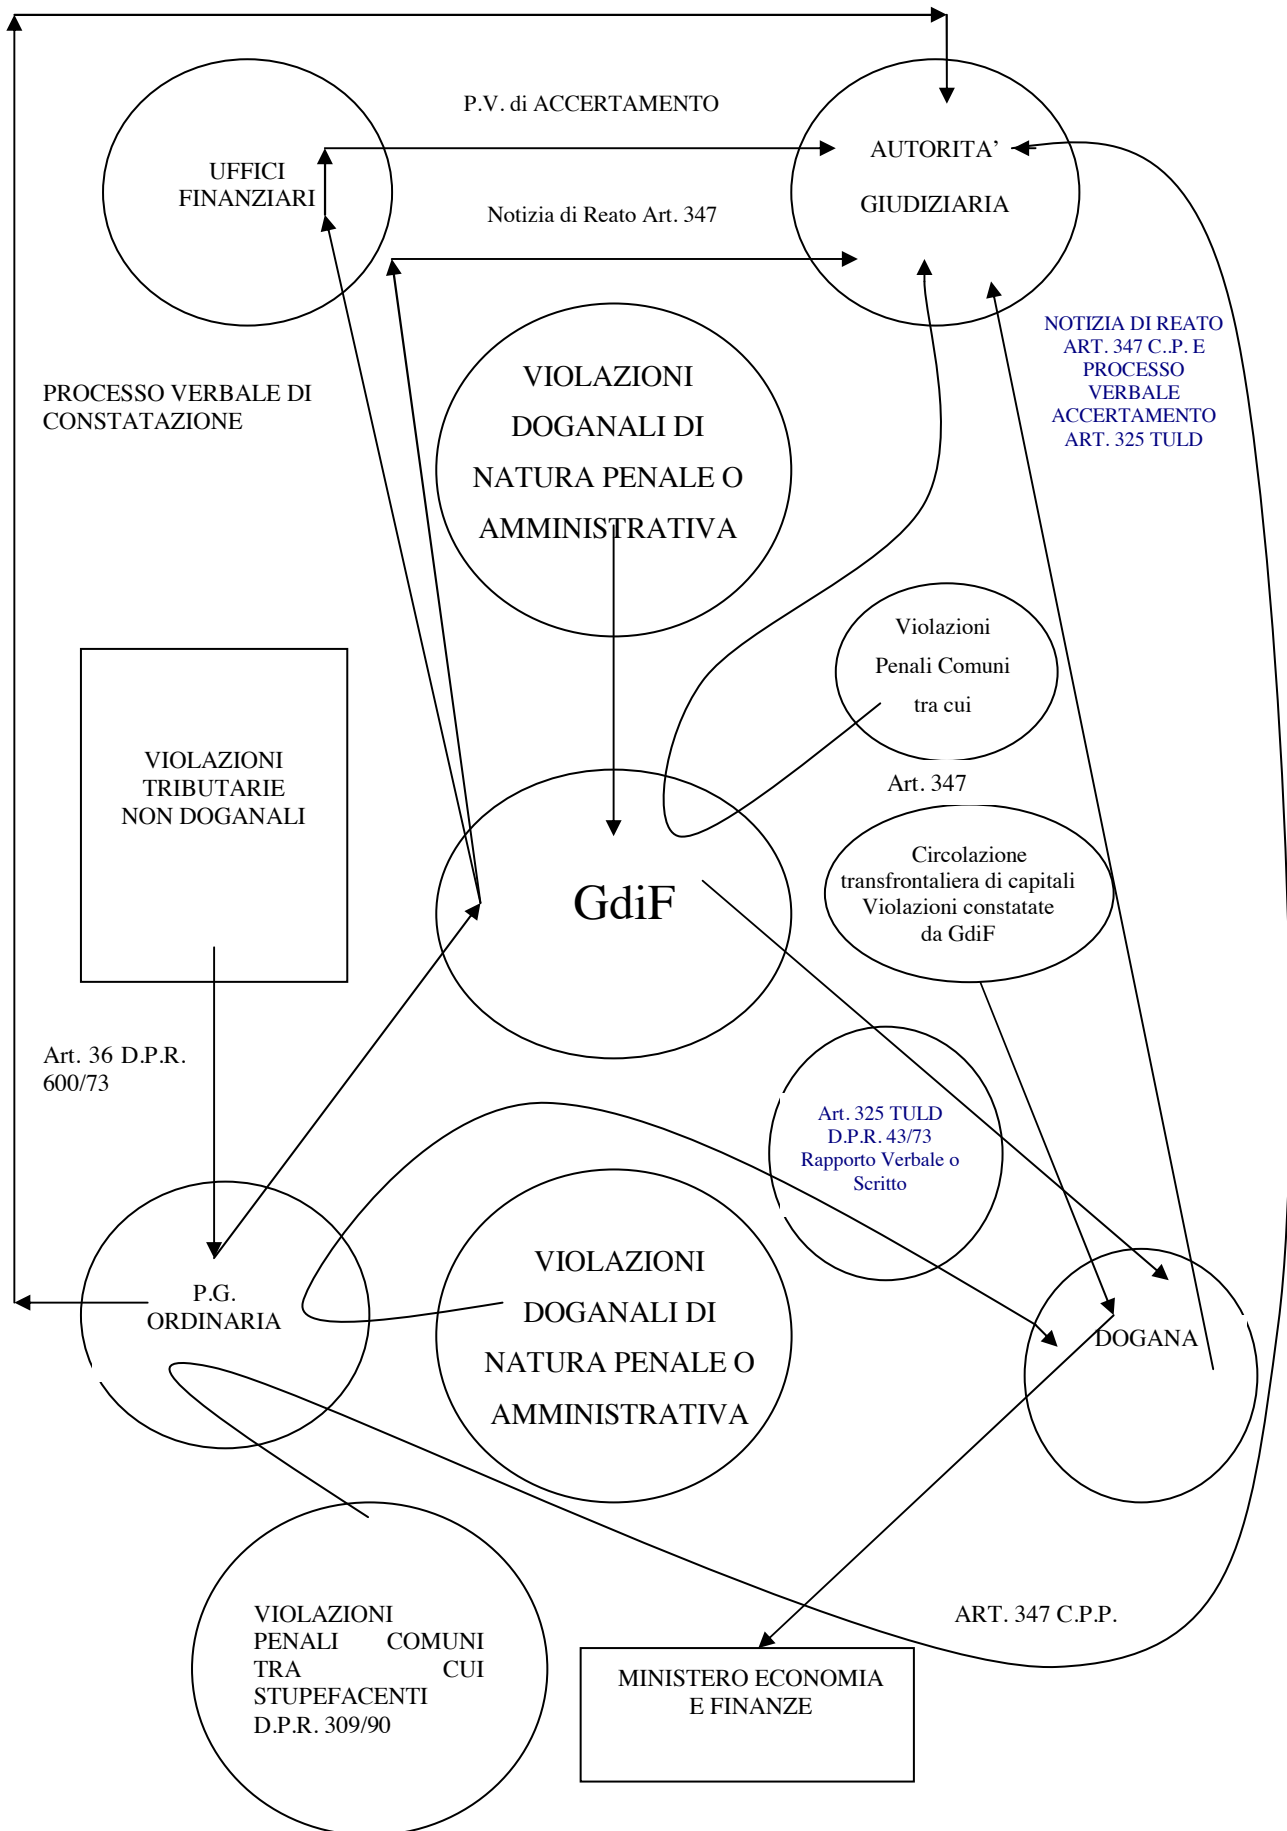 P.V. di ACCERTAMENTO
UFFICI
FINANZIARI
AUTORITA’
GIUDIZIARIA
Notizia di Reato Art. 347
NOTIZIA DI REATO
ART. 347 C..P. E
PROCESSO
VERBALE
ACCERTAMENTO
ART. 325 TULD
PROCESSO VERBALE DI
CONSTATAZIONE
VIOLAZIONI
DOGANALI DI
NATURA PENALE O
AMMINISTRATIVA
Violazioni
Penali Comuni
tra cui
VIOLAZIONI
TRIBUTARIE
NON DOGANALI
Art. 347
GdiF
Circolazione
transfrontaliera di capitali
Violazioni constatate
da GdiF
Art. 36 D.P.R.
600/73
Art. 325 TULD
D.P.R. 43/73
Rapporto Verbale o
Scritto
P.G.
ORDINARIA
VIOLAZIONI
DOGANALI DI
NATURA PENALE O
AMMINISTRATIVA
DOGANA
VIOLAZIONI
PENALI COMUNI
TRA CUI
STUPEFACENTI
D.P.R. 309/90
ART. 347 C.P.P.
MINISTERO ECONOMIA
E FINANZE